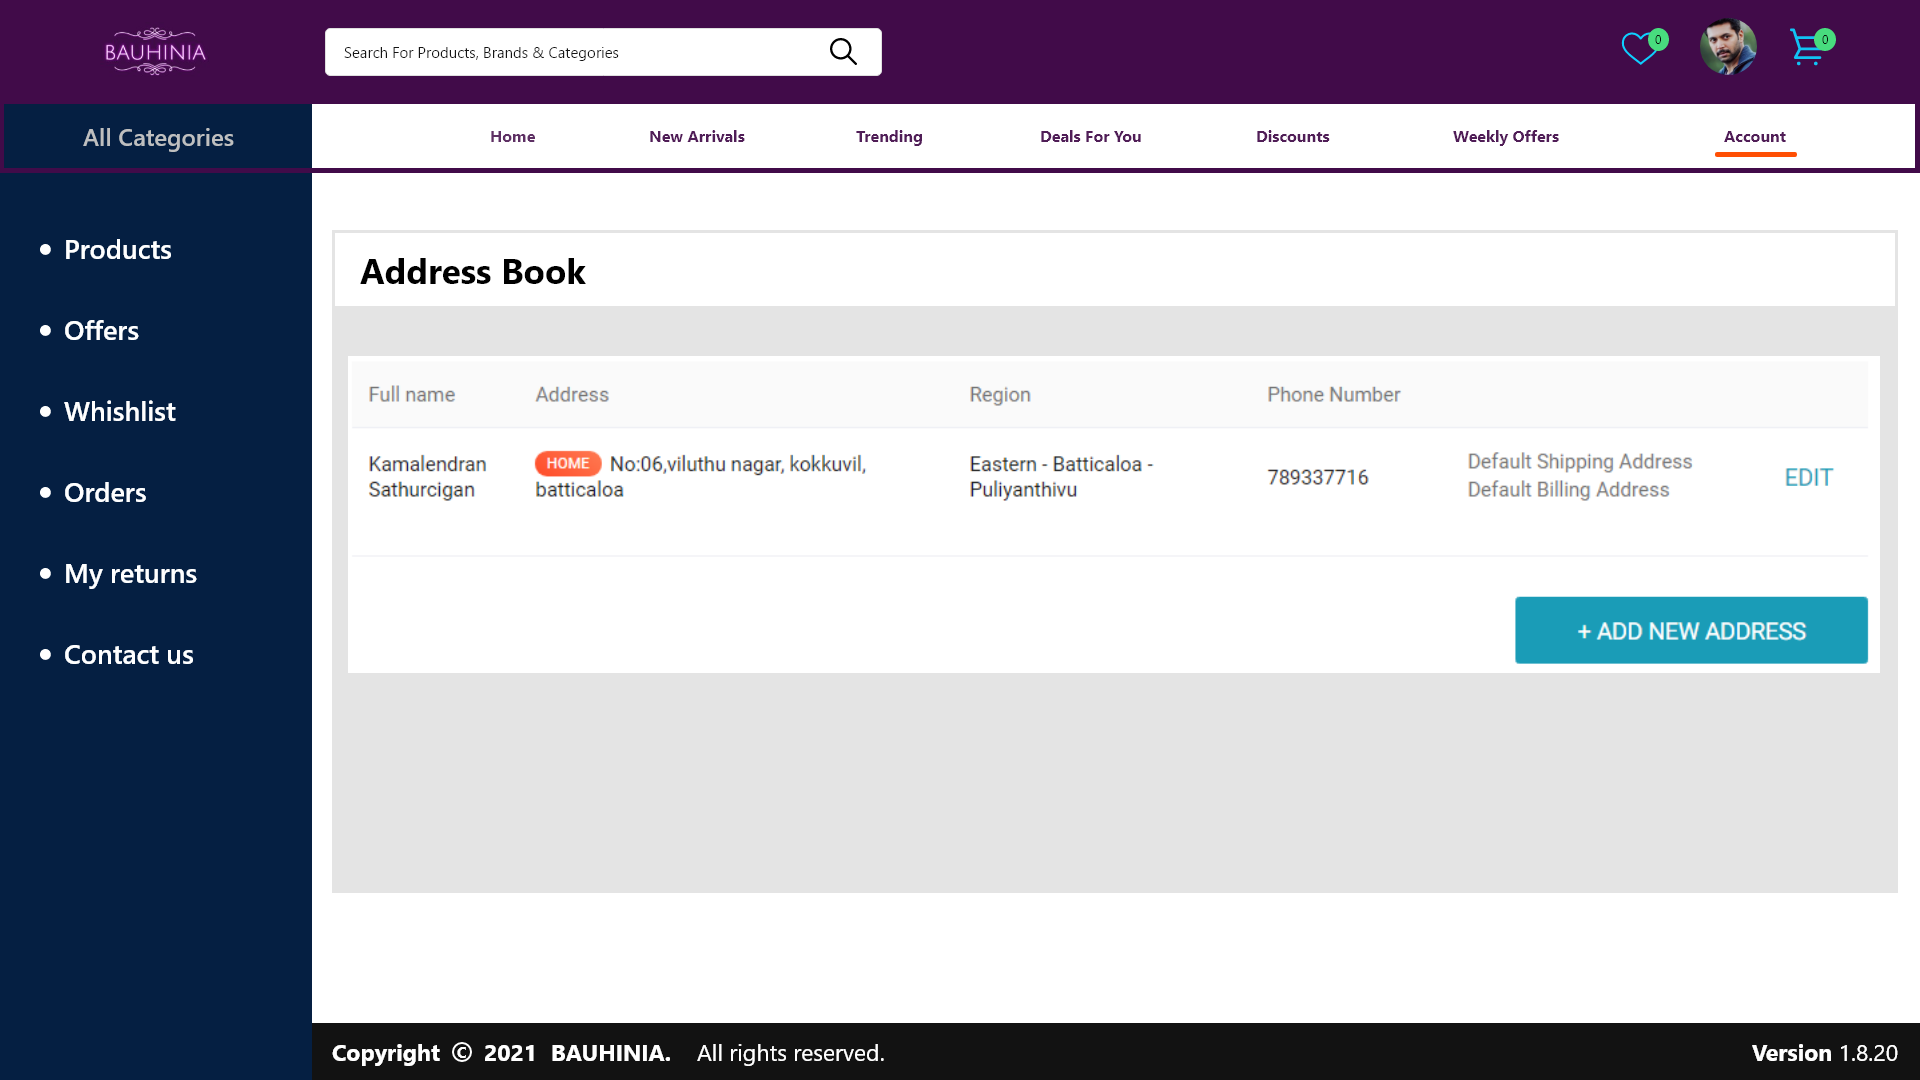 BAUHINIA
Search For Products, Brands & Categories
0
0
All Categories
Home
New Arrivals
Trending
Deals For You
Discounts
Weekly Offers
Account
Products
Offers
Whishlist
Orders
My returns
Contact us
Address Book
Full name
Address
Region
Phone Number
Kamalendran
Sathurcigan
HOME No:06,viluthu nagar, kokkuvil,
batticaloa
Eastern - Batticaloa -
Puliyanthivu
789337716
Default Shipping Address
Default Billing Address
EDIT
+ ADD NEW ADDRESS
Copyright © 2021 BAUHINIA. All rights reserved.
Version 1.8.20